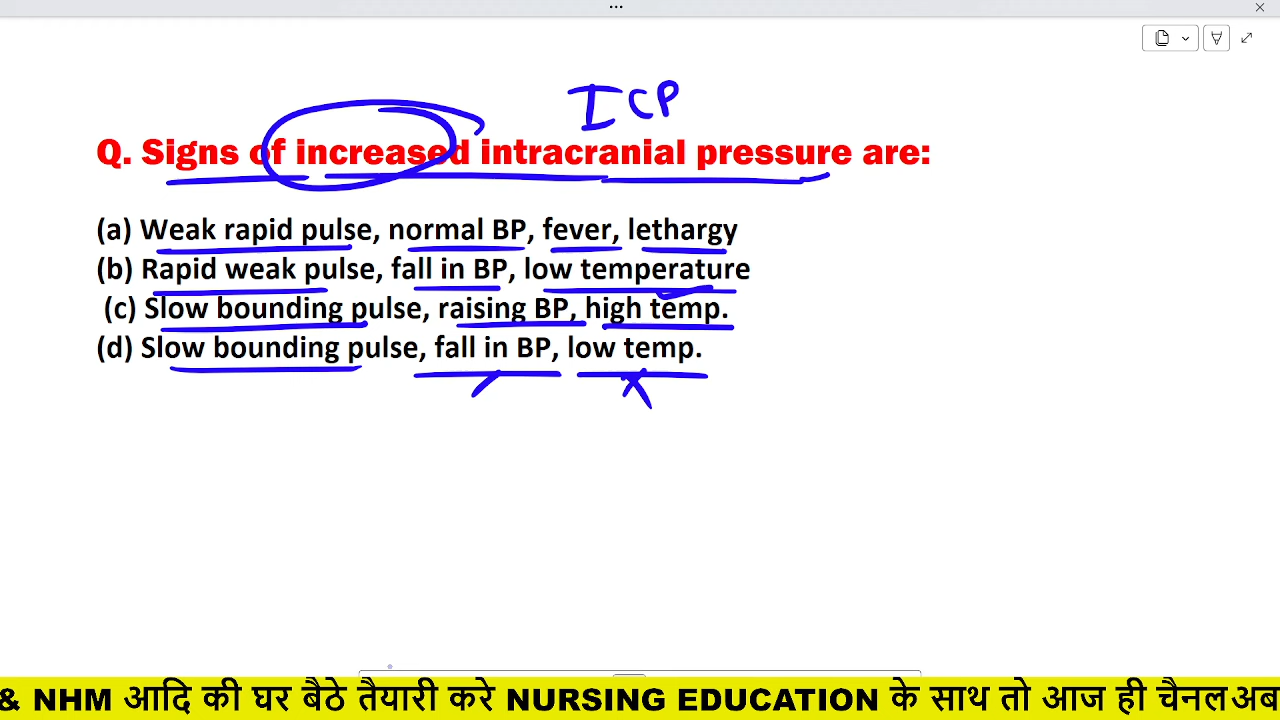 ICP
Q. Signs of increased intracranial pressure are:
(a) Weak rapid pulse, normal BP, fever, lethargy
(b) Rapid weak pulse, fall in BP, low temperature
(c) Slow bounding pulse, raising BP, high temp.
(d) Slow bounding pulse, fall in BP, low temp.
& NHM आदि की घर बैठे तैयारी करे NURSING EDUCATION के साथ तो आज ही चैनल अब